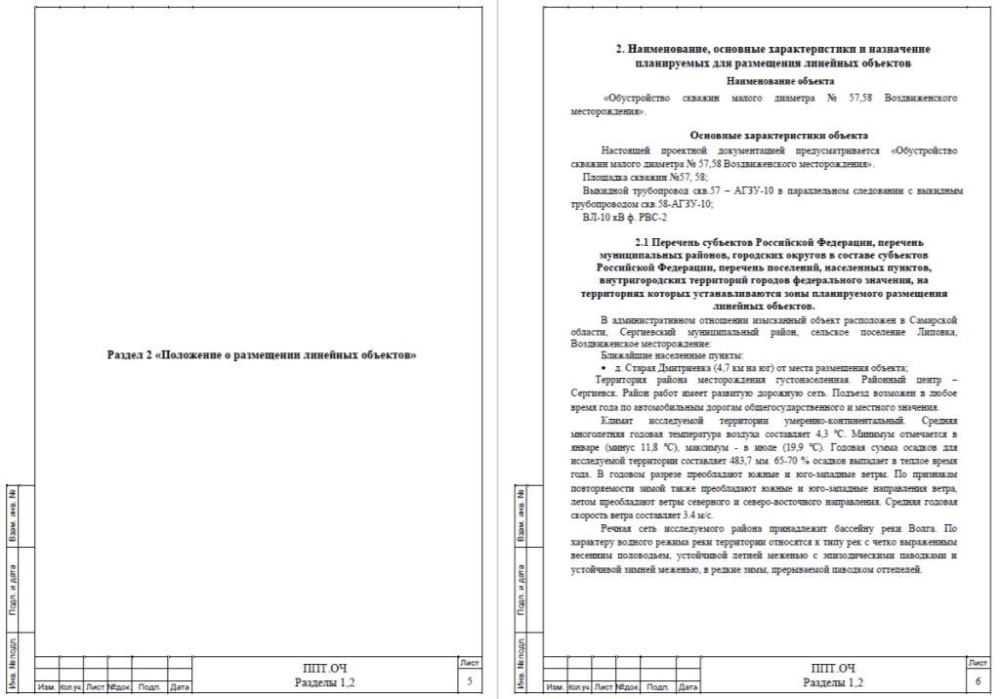 Раздел 2 «Положение о размещении линейных объектов»
Взам. инв. №
Подп. и дата
Инв. № подл.
Изм.
Кол.уч.
Лист
№док.
Подп.
Дата
ППТ.ОЧ
Разделы 1,2
Лист
5
2. Наименование, основные характеристики и назначение
планируемых для размещения линейных объектов
Наименование объекта
«Обустройство скважин малого диаметра № 57,58 Воздвиженского
месторождения».
Основные характеристики объекта
Настоящей проектной документацией предусматривается «Обустройство
скважин малого диаметра № 57,58 Воздвиженского месторождения».
Площадка скважин №57, 58;
Выкидной трубопровод скв.57 – АГЗУ-10 в параллельном следовании с выкидным
трубопроводом скв.58-АГЗУ-10;
ВЛ-10 кВ ф. РВС-2
2.1 Перечень субъектов Российской Федерации, перечень
муниципальных районов, городских округов в составе субъектов
Российской Федерации, перечень поселений, населенных пунктов,
внутригородских территорий городов федерального значения, на
территориях которых устанавливаются зоны планируемого размещения
линейных объектов.
В административном отношении изысканный объект расположен в Самарской
области, Сергиевский муниципальный район, сельское поселение Липовка,
Воздвиженское месторождение:
Ближайшие населенные пункты:
• д. Старая Дмитриевка (4,7 км на юг) от места размещения объекта;
Территория района месторождения густонаселенная. Районный центр –
Сергиевск. Район работ имеет развитую дорожную сеть. Подъезд возможен в любое
время года по автомобильным дорогам общегосударственного и местного значения.
Климат исследуемой территории умеренно-континентальный. Средняя
многолетняя годовая температура воздуха составляет 4,3 °С. Минимум отмечается в
январе (минус 11,8 °С), максимум - в июле (19,9 °С). Годовая сумма осадков для
исследуемой территории составляет 483,7 мм. 65-70 % осадков выпадает в теплое время
года. В годовом разрезе преобладают южные и юго-западные ветры. По признакам
повторяемости зимой также преобладают южные и юго-западные направления ветра,
летом преобладают ветры северного и северо-восточного направления. Средняя годовая
скорость ветра составляет 3.4 м/с.
Речная сеть исследуемого района принадлежит бассейну реки Волга. По
характеру водного режима реки территории относятся к типу рек с четко выраженным
весенним половодьем, устойчивой летней меженью с эпизодическими паводками и
устойчивой зимней меженью, в редкие зимы, прерываемой паводком оттепелей.
Взам. инв. №
Подп. и дата
Инв. № подл.
Изм.
Кол.уч.
Лист
№док.
Подп.
Дата
ППТ.ОЧ
Разделы 1,2
Лист
6